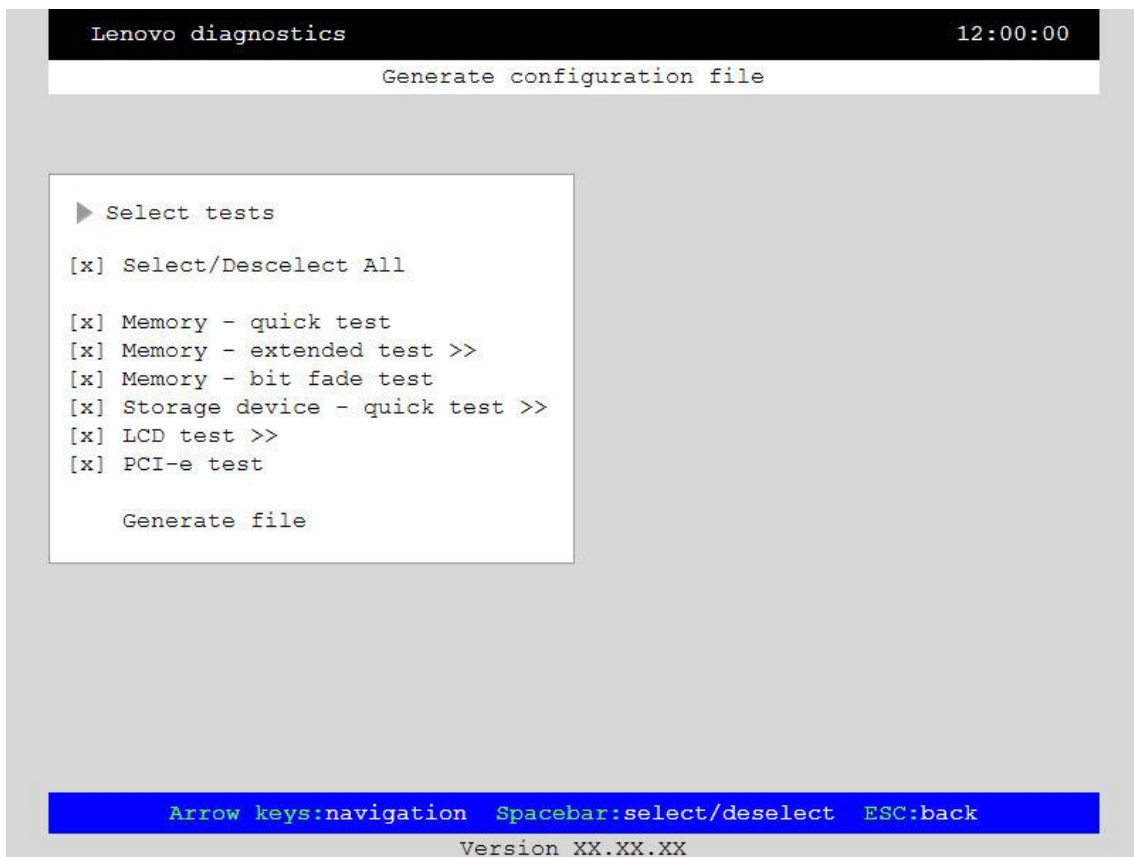 Lenovo diagnostics 12:00:00
Generate configuration file
Select tests
[x] Select/Descelect All
[x] Memory - quick test
[x] Memory - extended test >>
[x] Memory - bit fade test
[x] Storage device - quick test >>
[x] LCD test >>
[x] PCI-e test
Generate file
Arrow keys:navigation Spacebar:select/deselect ESC:back
Version XX.XX.XX